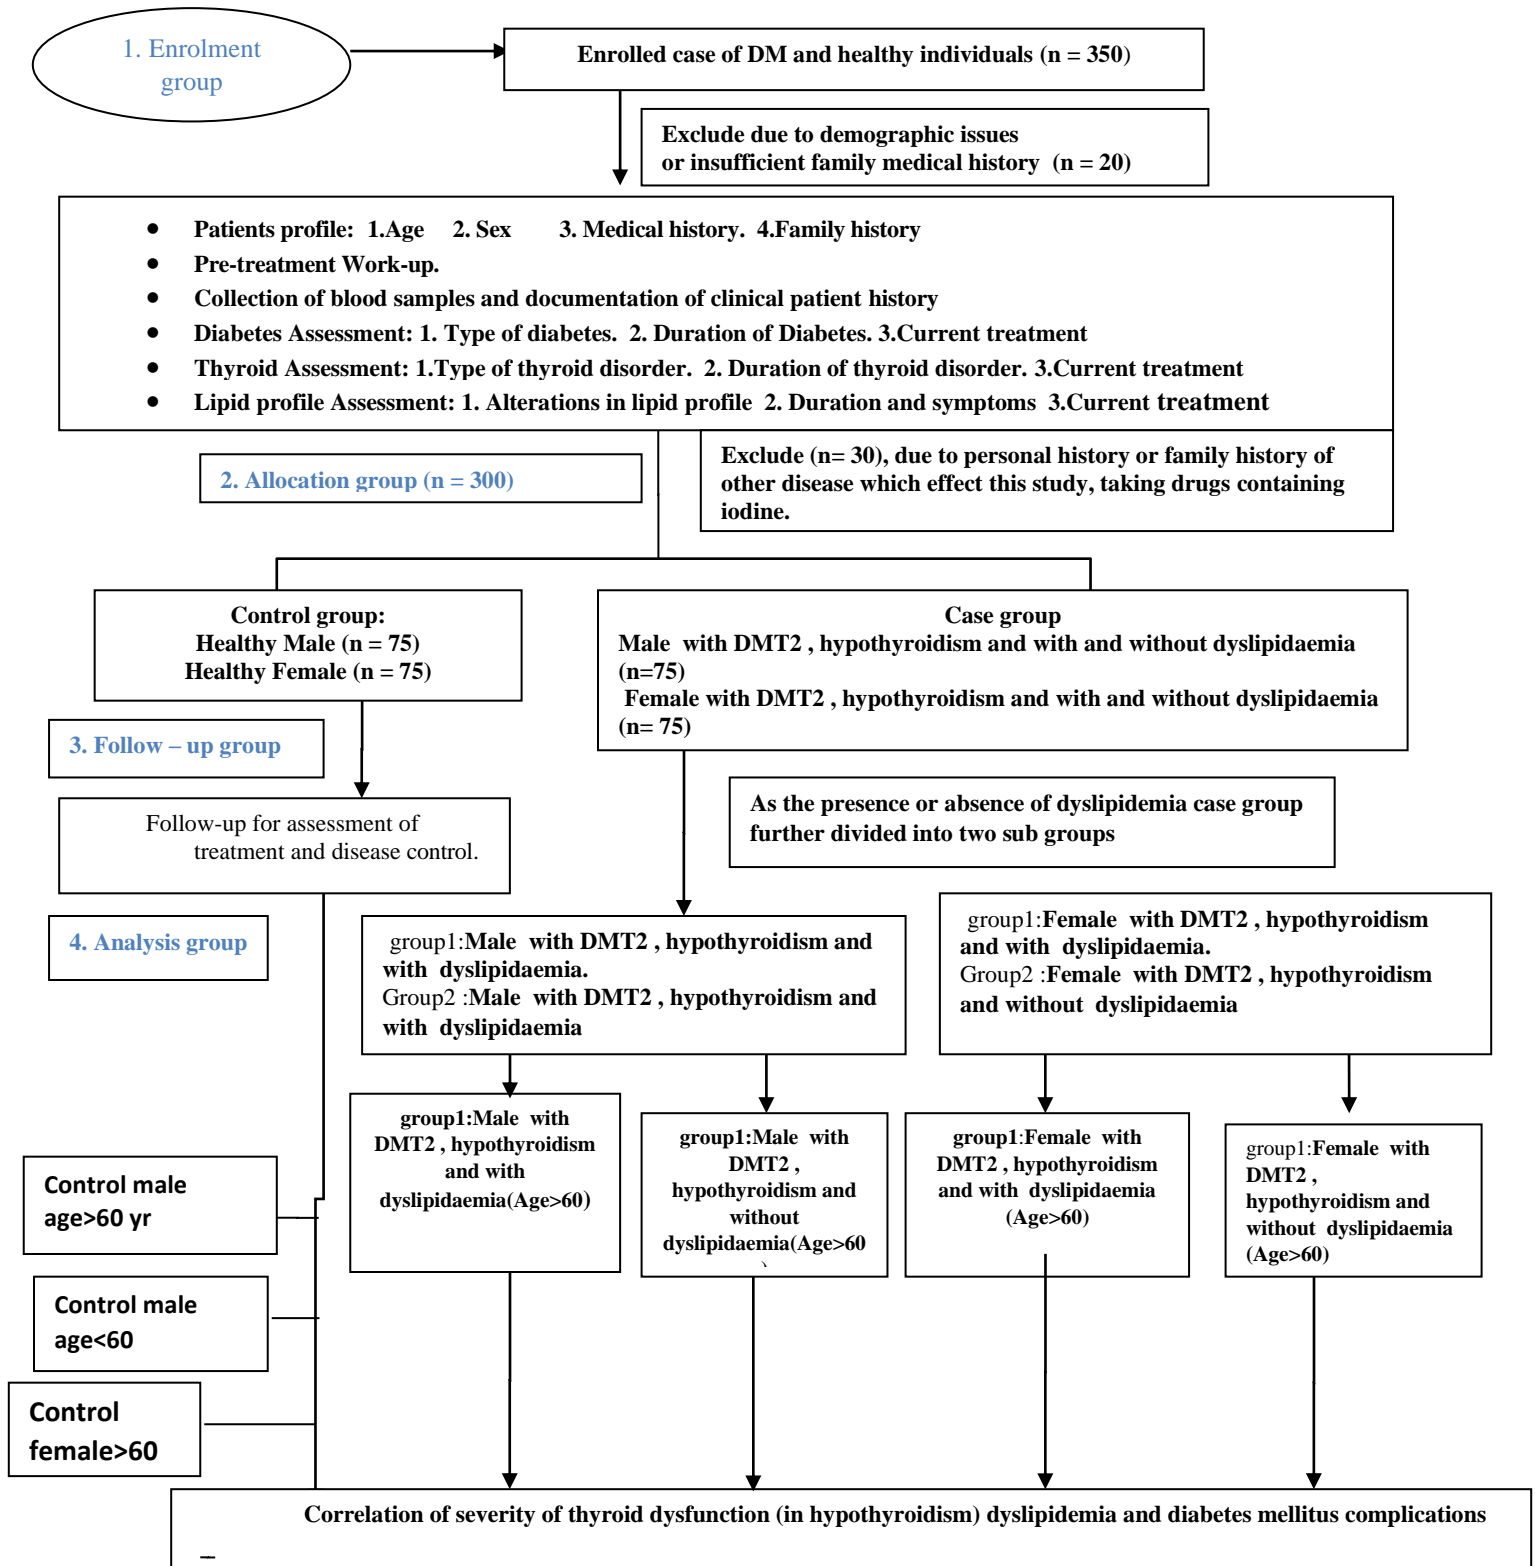 1. Enrolment
group
Enrolled case of DM and healthy individuals (n = 350)
Exclude due to demographic issues
or insufficient family medical history (n = 20)
• Patients profile: 1.Age 2. Sex 3. Medical history. 4.Family history
• Pre-treatment Work-up.
• Collection of blood samples and documentation of clinical patient history
• Diabetes Assessment: 1. Type of diabetes. 2. Duration of Diabetes. 3.Current treatment
• Thyroid Assessment: 1.Type of thyroid disorder. 2. Duration of thyroid disorder. 3.Current treatment
• Lipid profile Assessment: 1. Alterations in lipid profile 2. Duration and symptoms 3.Current treatment
2. Allocation group (n = 300)
Exclude (n= 30), due to personal history or family history of
other disease which effect this study, taking drugs containing
iodine.
Control group:
Healthy Male (n = 75)
Healthy Female (n = 75)
Case group
Male with DMT2 , hypothyroidism and with and without dyslipidaemia
(n=75)
Female with DMT2 , hypothyroidism and with and without dyslipidaemia
(n= 75)
3. Follow – up group
Follow-up for assessment of
treatment and disease control.
As the presence or absence of dyslipidemia case group
further divided into two sub groups
4. Analysis group
group1:Male with DMT2 , hypothyroidism and
with dyslipidaemia.
Group2 :Male with DMT2 , hypothyroidism and
with dyslipidaemia
group1:Female with DMT2 , hypothyroidism
and with dyslipidaemia.
Group2 :Female with DMT2 , hypothyroidism
and without dyslipidaemia
group1:Male with
DMT2 , hypothyroidism
and with
dyslipidaemia(Age>60)
group1:Male with
DMT2 ,
hypothyroidism and
without
dyslipidaemia(Age>60
)
group1:Female with
DMT2 , hypothyroidism
and with dyslipidaemia
(Age>60)
group1:Female with
DMT2 ,
hypothyroidism and
without dyslipidaemia
(Age>60)
Control male
age>60 yr
Control male
age<60
Control
female>60
Correlation of severity of thyroid dysfunction (in hypothyroidism) dyslipidemia and diabetes mellitus complications